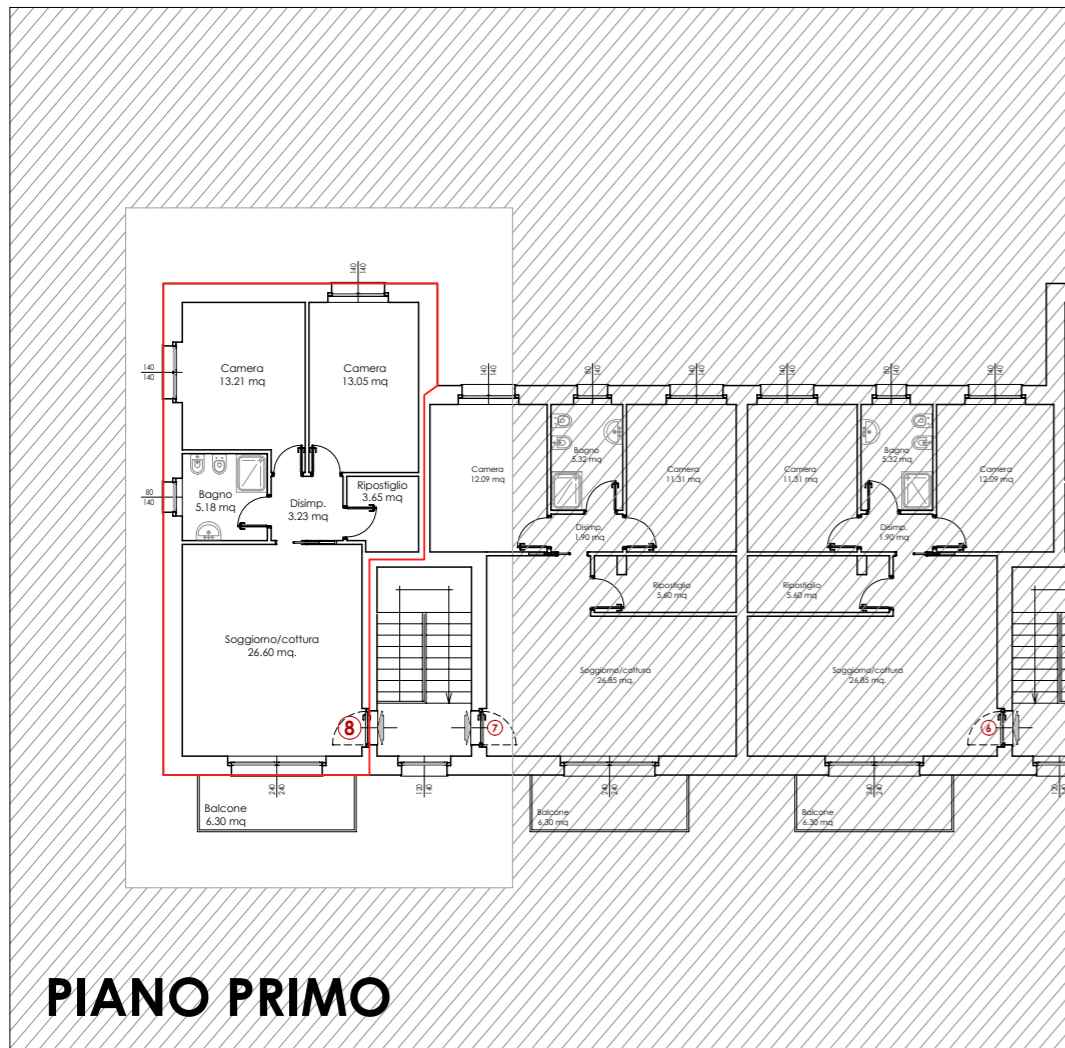 140
140
Camera
13.21 mq
Camera
13.05 mq
140
140
Bagno
5.18 mq
80
140
Disimp.
3.23 mq
Ripostiglio
3.65 mq
Soggiorno/cottura
26.60 mq.
8
240
240
Balcone
6.30 mq
120
140
140
140
80
140
140
140
Camera
12.09 mq
Bagno
5.32 mq
Camera
11.31 mq
Disimp.
1.90 mq
Ripostiglio
5.60 mq
Soggiorno/cottura
26.85 mq.
7
240
240
Balcone
6.30 mq
140
140
80
140
140
140
Camera
11.31 mq
Bagno
5.32 mq
Camera
12.09 mq
Disimp.
1.90 mq
Ripostiglio
5.60 mq
Soggiorno/cottura
26.85 mq.
6
240
240
Balcone
6.30 mq
120
140
PIANO PRIMO